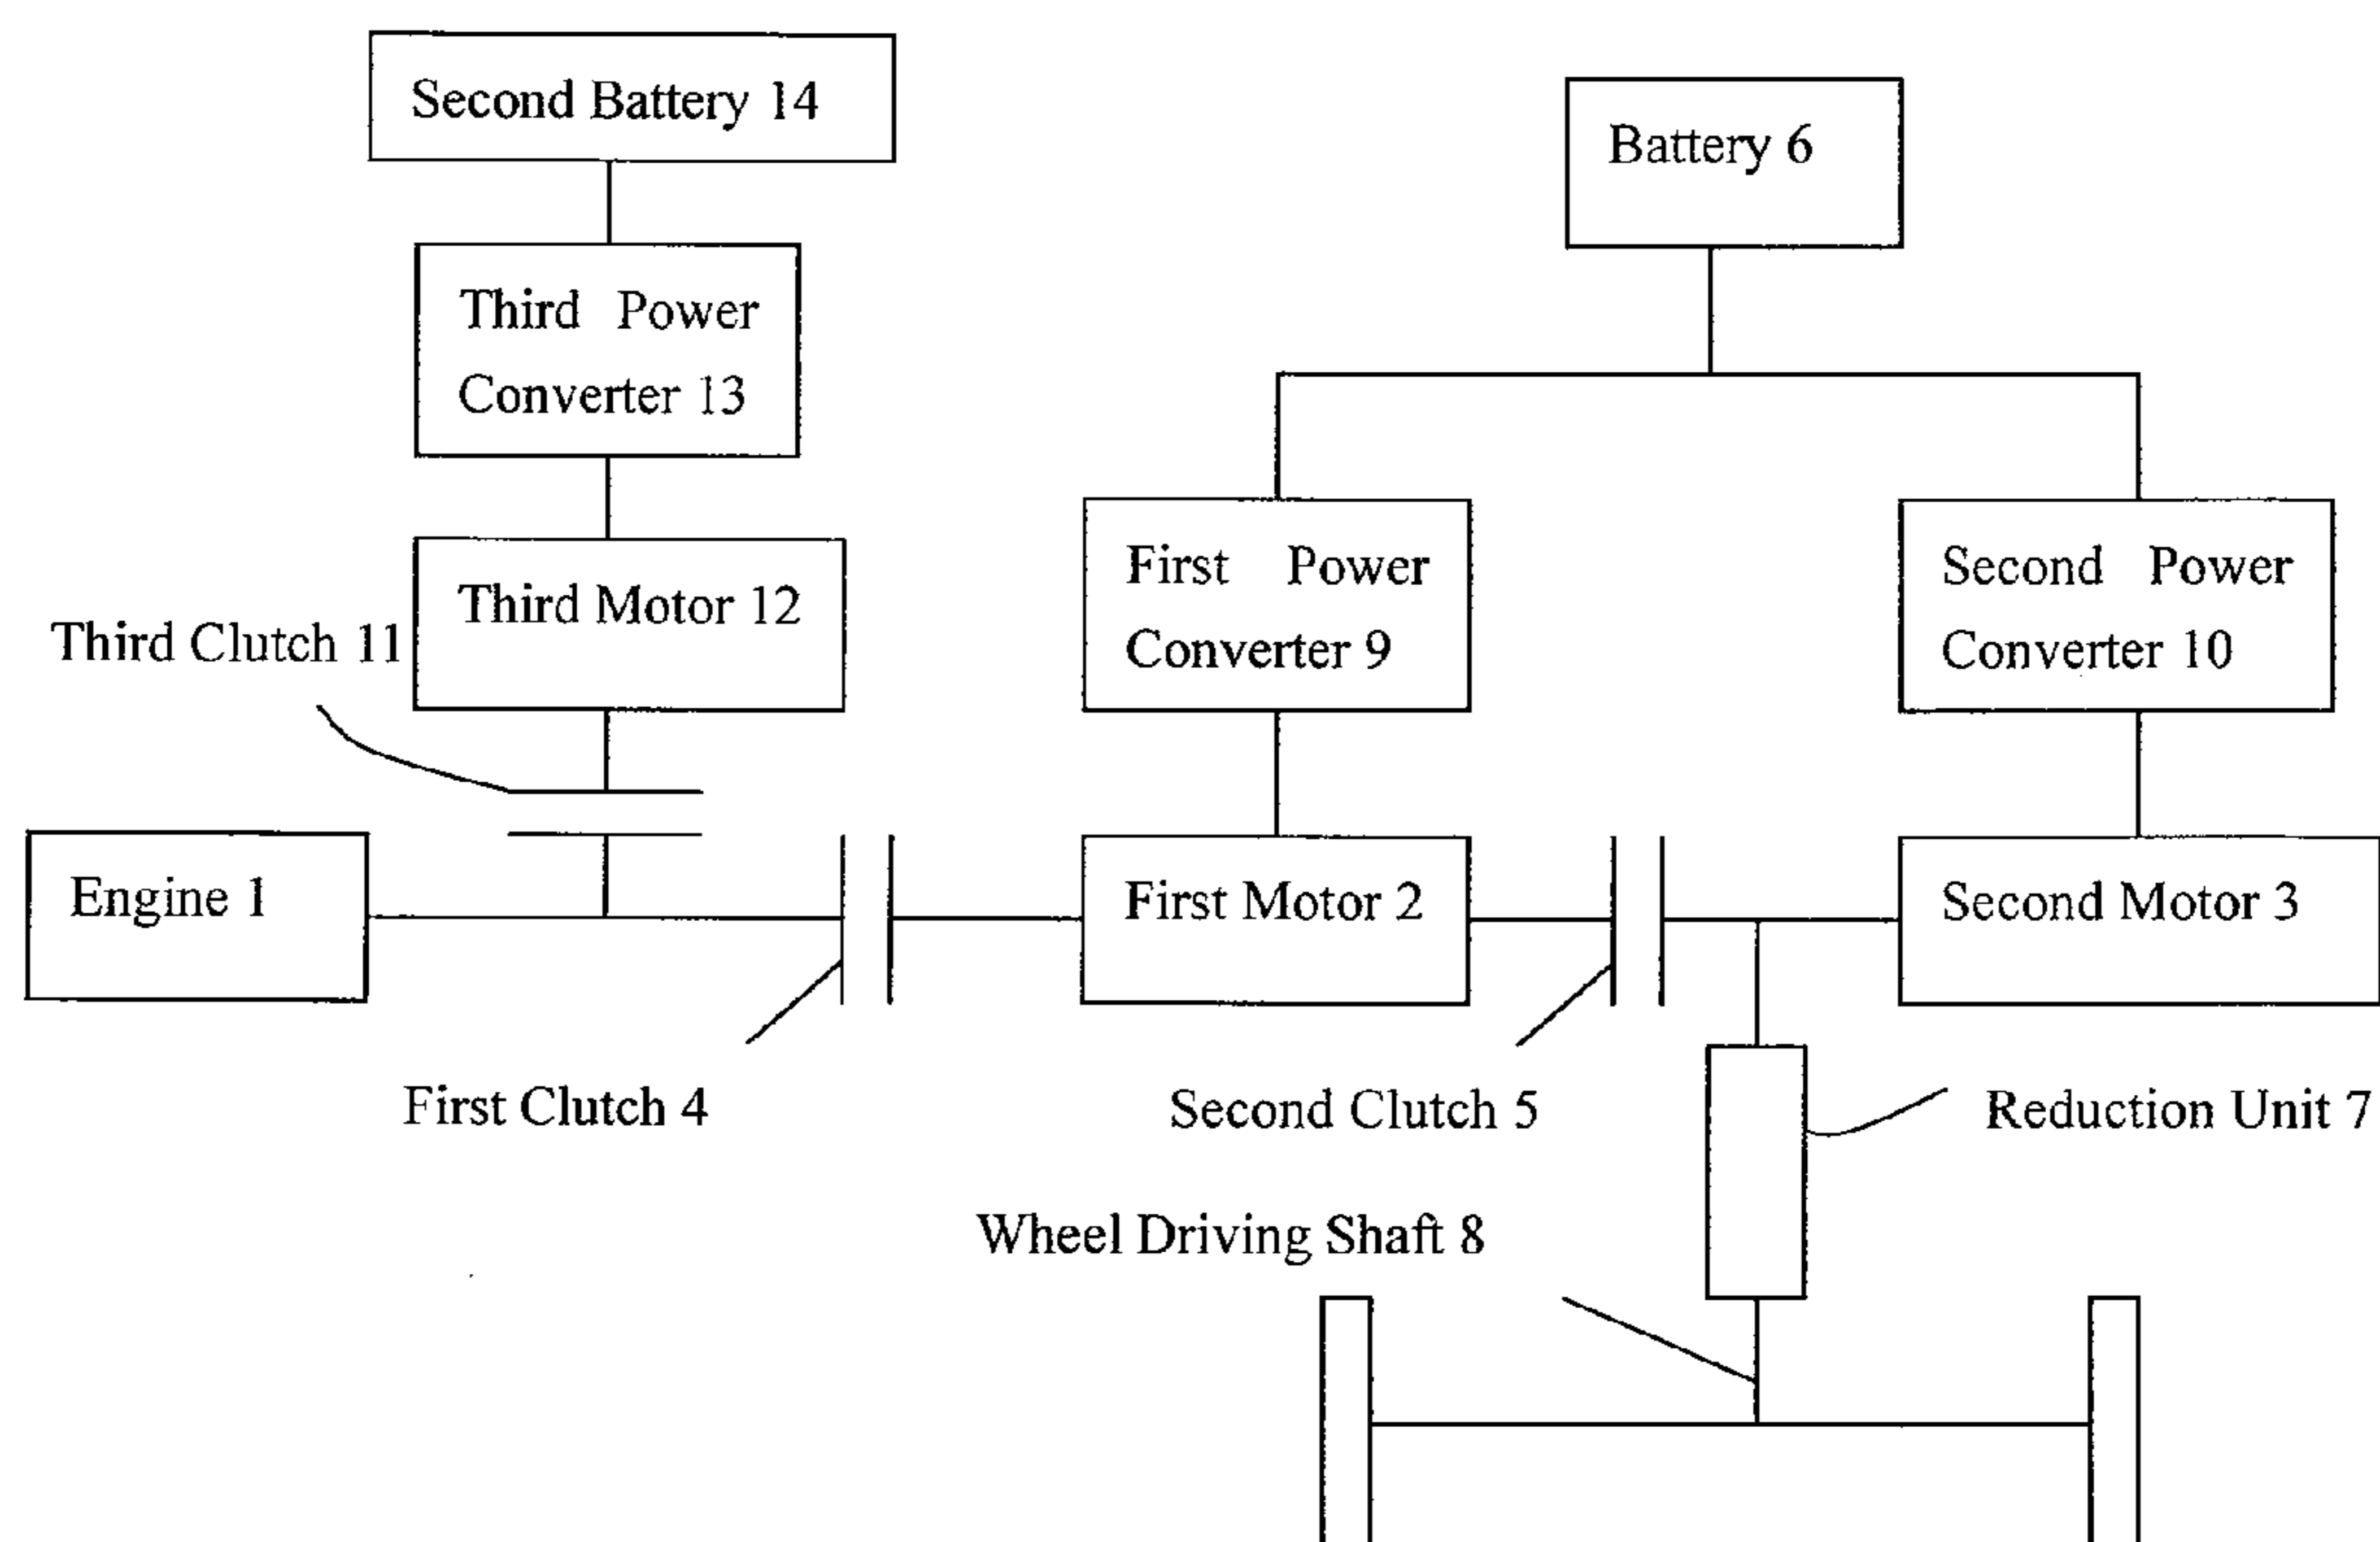 Second Battery 14
Battery 6
Third Power
Converter 13
First Power
Converter 9
Second Power
Converter 10
Third Motor 12
Third Clutch 11
Engine 1
First Motor 2
Second Motor 3
First Clutch 4
Second Clutch 5
Reduction Unit 7
Wheel Driving Shaft 8